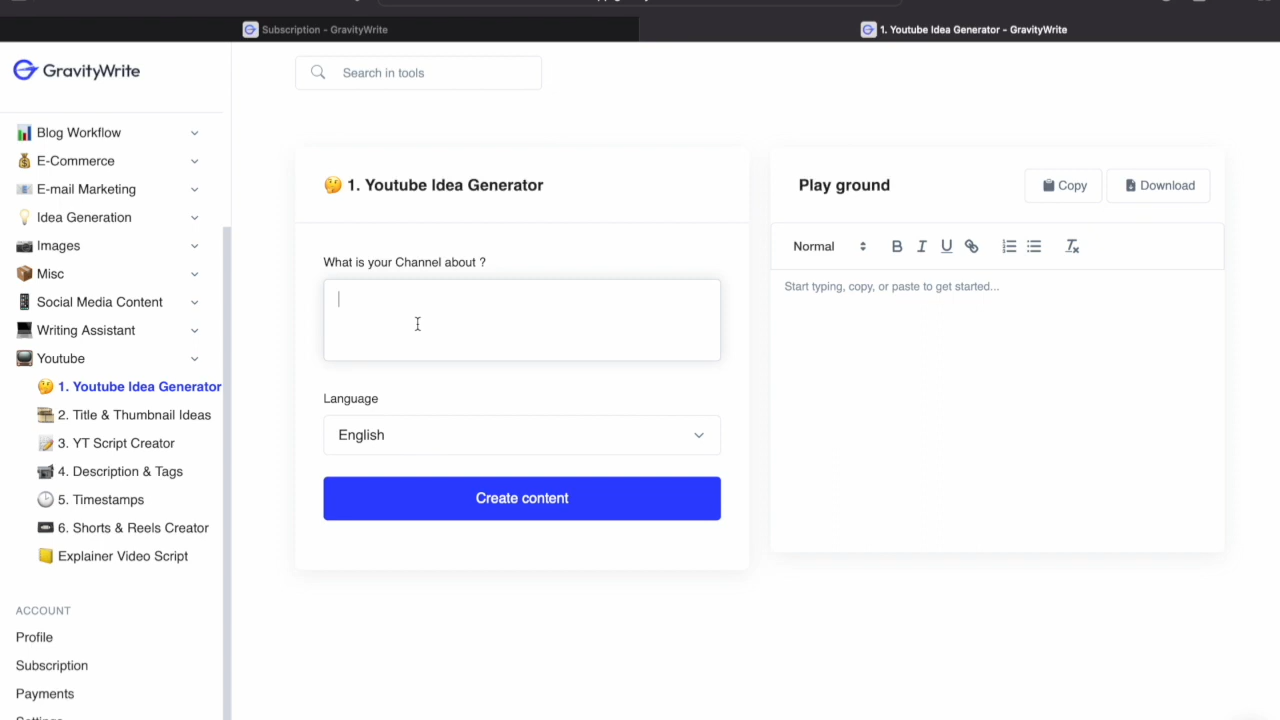 Subscription - GravityWrite
1. Youtube Idea Generator - GravityWrite
GravityWrite
Search in tools
Blog Workflow
E-Commerce
E-mail Marketing
Idea Generation
Images
Misc
Social Media Content
Writing Assistant
Youtube
1. Youtube Idea Generator
2. Title & Thumbnail Ideas
3. YT Script Creator
4. Description & Tags
5. Timestamps
6. Shorts & Reels Creator
Explainer Video Script
ACCOUNT
Profile
Subscription
Payments
1. Youtube Idea Generator
What is your Channel about ?
Language
English
Create content
Play ground
Copy
Download
Normal
B I U
Start typing, copy, or paste to get started...